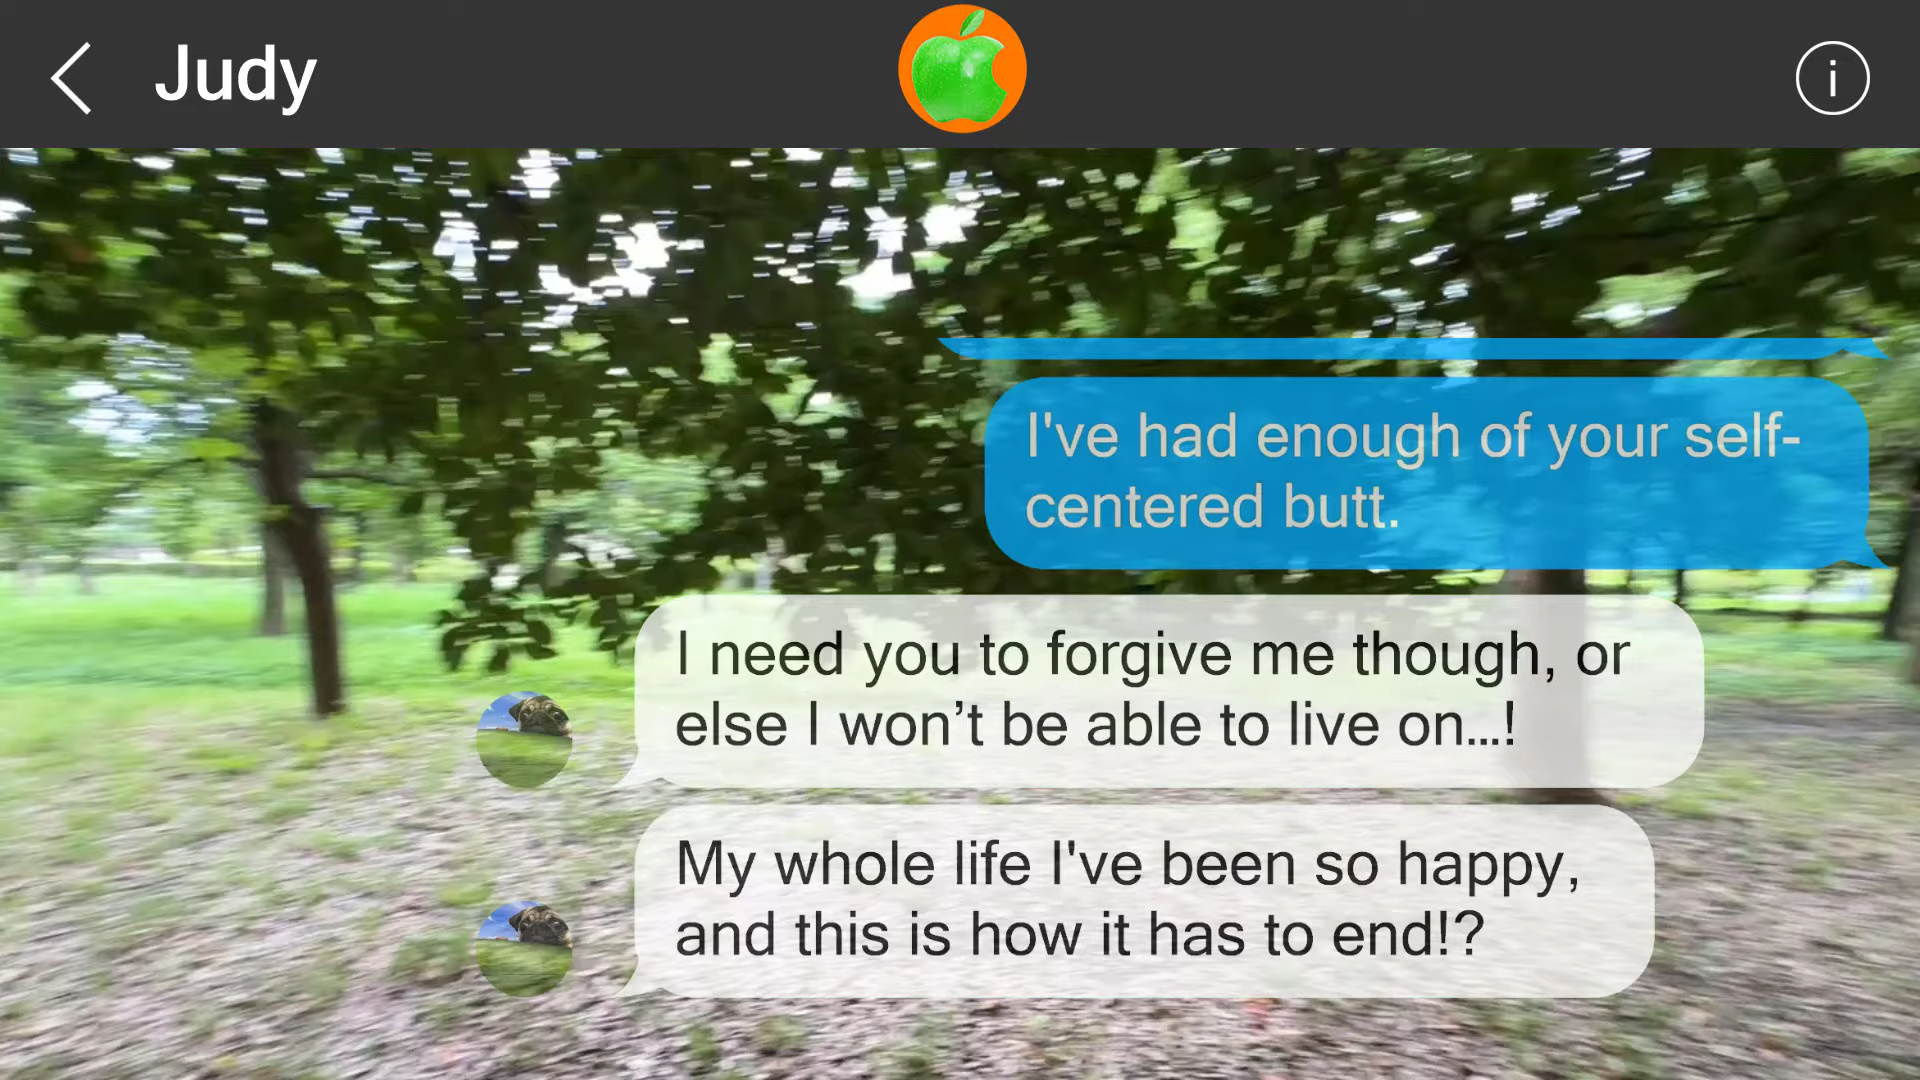 Judy
i
I've had enough of your self-
centered butt.
I need you to forgive me though, or
else I won’t be able to live on...!
My whole life I've been so happy,
and this is how it has to end!?